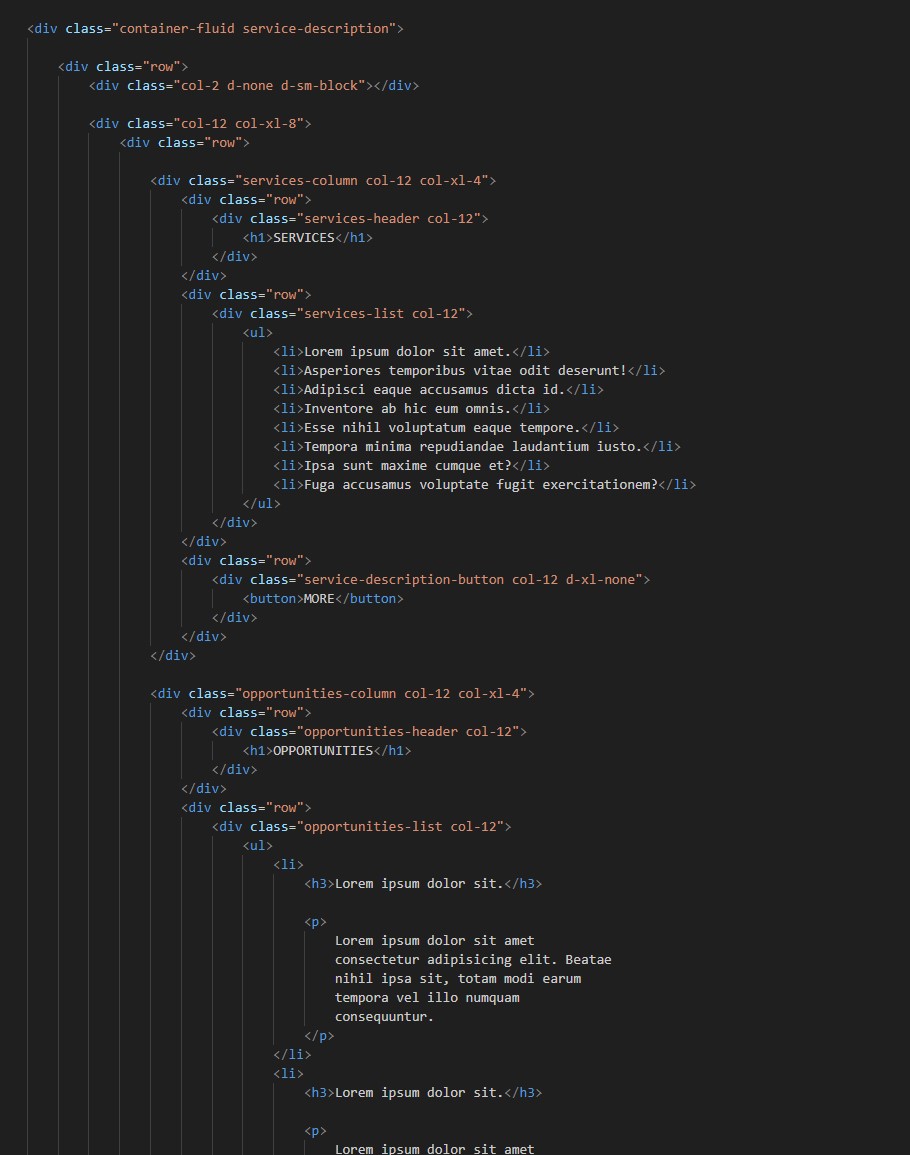 <div class="container-fluid service-description">
<div class="row">
<div class="col-2 d-none d-sm-block"></div>
<div class="col-12 col-xl-8">
<div class="row">
<div class="services-column col-12 col-xl-4">
<div class="row">
<div class="services-header col-12">
<h1>SERVICES</h1>
</div>
</div>
<div class="row">
<div class="services-list col-12">
<ul>
<li>Lorem ipsum dolor sit amet.</li>
<li>Asperiores temporibus vitae odit deserunt!</li>
<li>Adipisci eaque accusamus dicta id.</li>
<li>Inventore ab hic eum omnis.</li>
<li>Esse nihil voluptatum eaque tempore.</li>
<li>Tempora minima repudiandae laudantium iusto.</li>
<li>Ipsa sunt maxime cumque et?</li>
<li>Fuga accusamus voluptate fugit exercitationem?</li>
</ul>
</div>
</div>
<div class="row">
<div class="service-description-button col-12 d-xl-none">
<button>MORE</button>
</div>
</div>
</div>
<div class="opportunities-column col-12 col-xl-4">
<div class="row">
<div class="opportunities-header col-12">
<h1>OPPORTUNITIES</h1>
</div>
</div>
<div class="row">
<div class="opportunities-list col-12">
<ul>
<li>
<h3>Lorem ipsum dolor sit.</h3>
<p>
Lorem ipsum dolor sit amet
consectetur adipisicing elit. Beatae
nihil ipsa sit, totam modi earum
tempora vel illo numquam
consequuntur.
</p>
</li>
<li>
<h3>Lorem ipsum dolor sit.</h3>
<p>
Lorem ipsum dolor sit amet